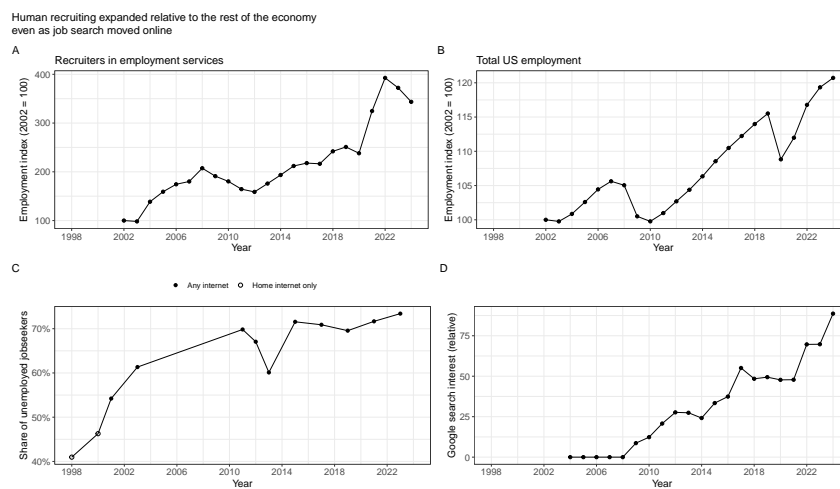 Human recruiting expanded relative to the rest of the economy
even as job search moved online
A
Recruiters in employment services
Employment index (2002 = 100)
400
300
200
100
1998 2002 2006 2010 2014 2018 2022
Year
B
Total US employment
Employment index (2002 = 100)
120
115
110
105
100
1998 2002 2006 2010 2014 2018 2022
Year
C
Any internet Home internet only
Share of unemployed jobseekers
70%
60%
50%
40%
1998 2002 2006 2010 2014 2018 2022
Year
D
Google search interest (relative)
75
50
25
0
1998 2002 2006 2010 2014 2018 2022
Year